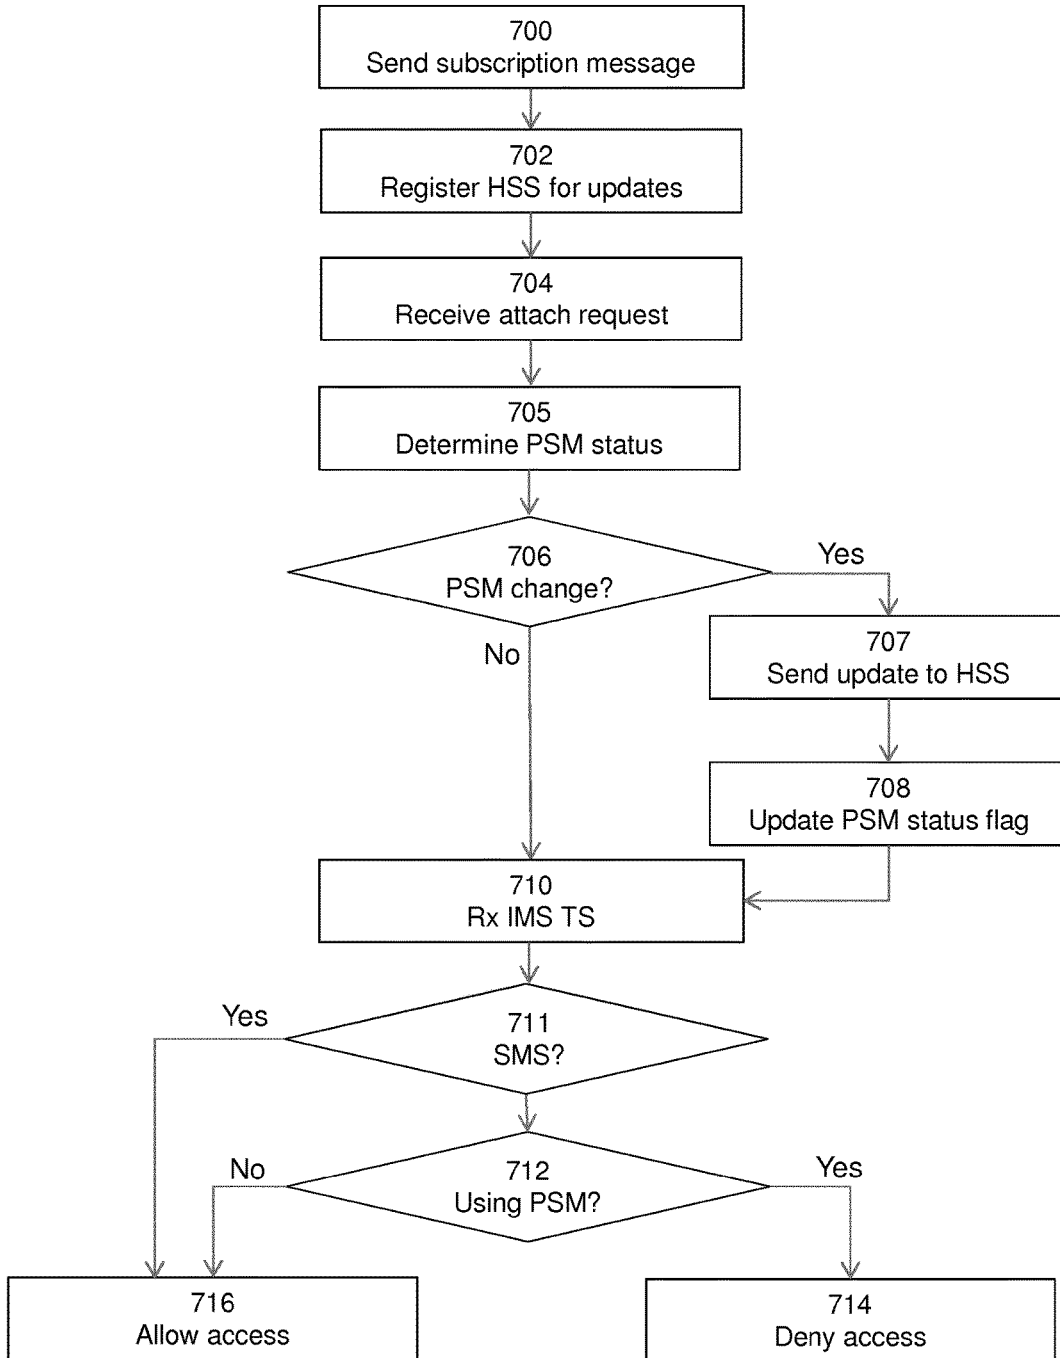 700
Send subscription message
702
Register HSS for updates
704
Receive attach request
705
Determine PSM status
706
PSM change?
Yes
No
707
Send update to HSS
708
Update PSM status flag
710
Rx IMS TS
711
SMS?
Yes
712
Using PSM?
No
Yes
716
Allow access
714
Deny access